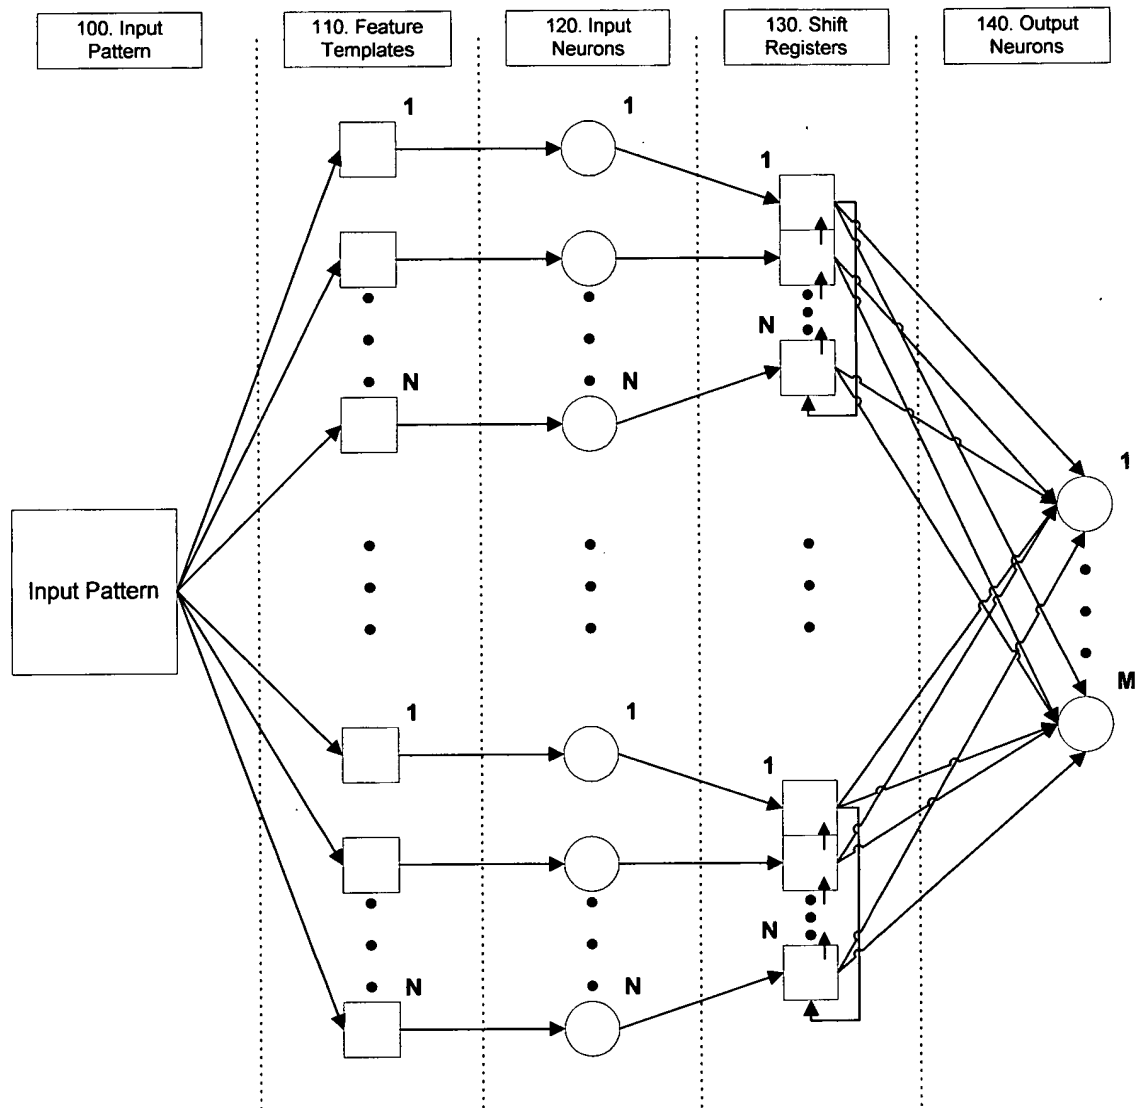 100. Input
Pattern
110. Feature
Templates
120. Input
Neurons
130. Shift
Registers
140. Output
Neurons
1
1
1
N
N
N
1
Input Pattern
M
1
1
1
N
N
N